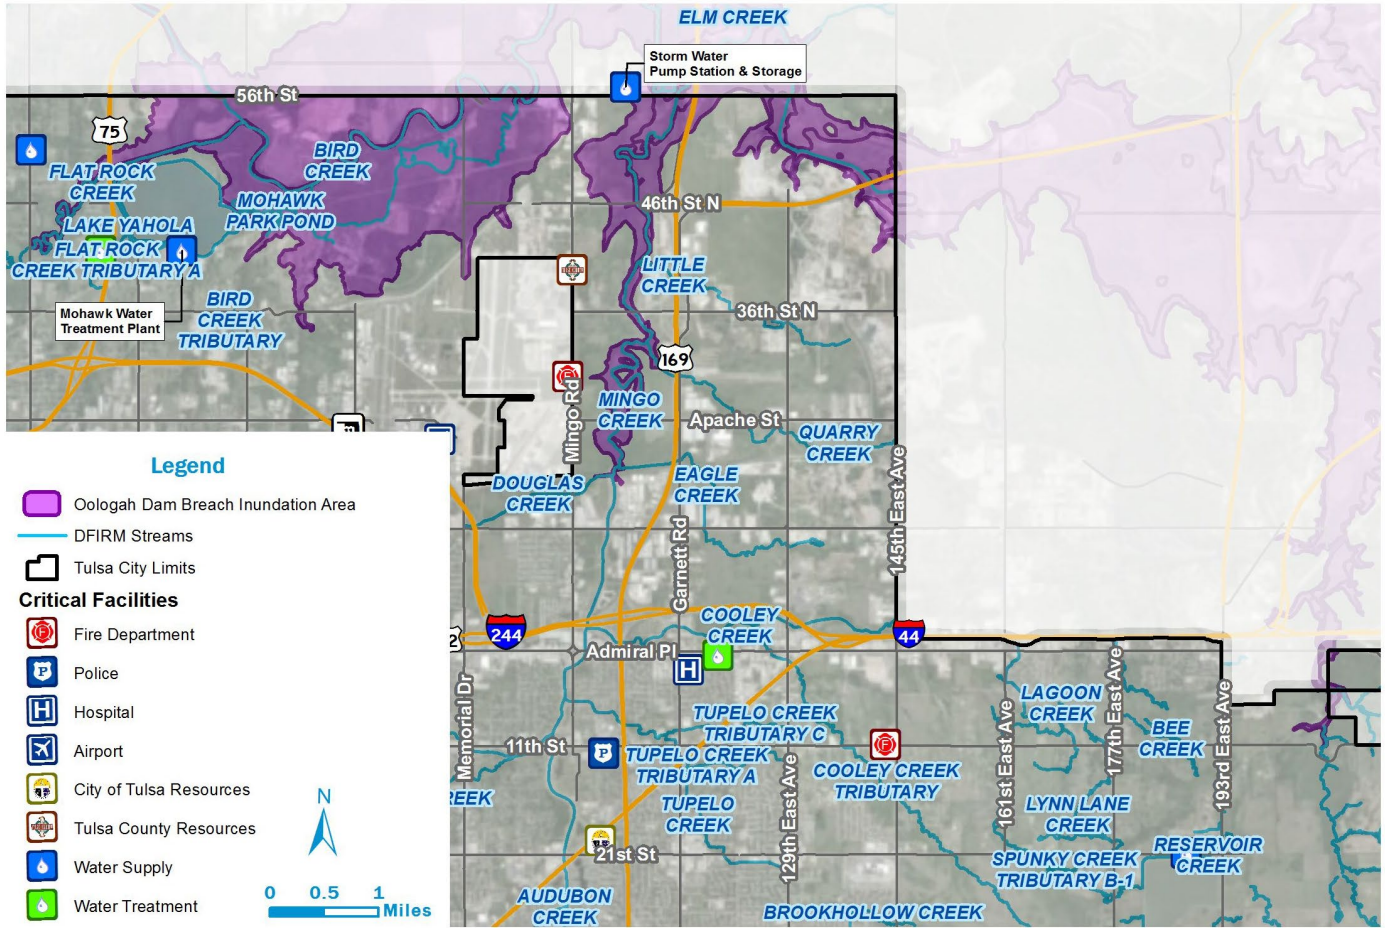 ELM CREEK
Storm Water
Pump Station & Storage
56th St
75
BIRD
CREEK
FLAT ROCK
CREEK
MOHAWK
PARK POND
46th St N
LAKE YAHOLA
FLAT ROCK
CREEK TRIBUTARY A
LITTLE
CREEK
Mohawk Water
Treatment Plant
BIRD
CREEK
TRIBUTARY
36th St N
169
MINGO
CREEK
Mingo Rd
Apache St
QUARRY
CREEK
DOUGLAS
CREEK
EAGLE
CREEK
145th East Ave
Garnett Rd
COOLEY
CREEK
244
44
2
Admiral Pl
H
Memorial Dr
LAGOON
CREEK
177th East Ave
193rd East Ave
161st East Ave
BEE
CREEK
TUPELO CREEK
TRIBUTARY C
11th St
P
TUPELO CREEK
TRIBUTARY A
F
COOLEY CREEK
TRIBUTARY
129th East Ave
REEK
TUPELO
CREEK
LYNN LANE
CREEK
21st St
SPUNKY CREEK
TRIBUTARY B-1
RESERVOIR
CREEK
AUDUBON
CREEK
BROOKHOLLOW CREEK
Legend
Oologah Dam Breach Inundation Area
DFIRM Streams
Tulsa City Limits
Critical Facilities
F Fire Department
P Police
H Hospital
Airport
City of Tulsa Resources
Tulsa County Resources
Water Supply
Water Treatment
N
0 0.5 1
Miles